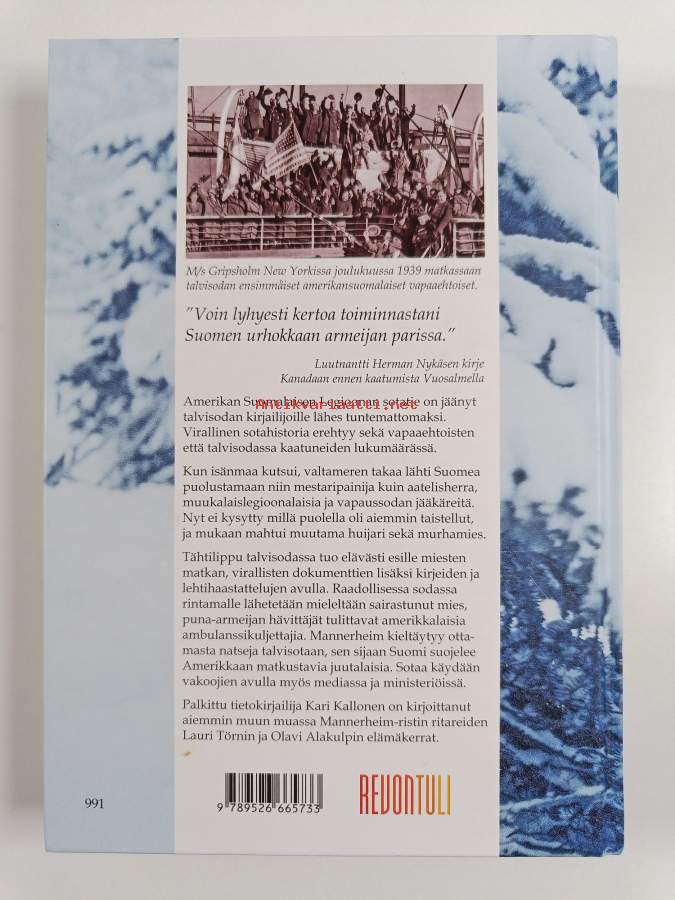 M/s Gripsholm New Yorkissa joulukuussa 1939 matkassaan
talvisodan ensimmäiset amerikansuomalaiset vapaaehtoiset.
”Voin lyhyesti kertoa toiminnastani
Suomen urhokkaan armeijan parissa.”
Luutnantti Herman Nykäsen kirje
Kanadaan ennen kaatumista Vuosalmella
Amerikan Suomalaisen Legioonan sotatie on jäänyt
Antikvariaatti.net
talvisodan kirjailijoille lähes tuntemattomaksi.
Virallinen sotahistoria erehtyy sekä vapaaehtoisten
että talvisodassa kaatuneiden lukumäärässä.
Kun isänmaa kutsui, valtameren takaa lähti Suomea
puolustamaan niin mestaripainija kuin aatelisherra,
muukalaislegioonalaisia ja vapaussodan jääkäreitä.
Nyt ei kysytty millä puolella oli aiemmin taistellut,
ja mukaan mahtui muutama huijari sekä murhamies.
Tähtilippu talvisodassa tuo elävästi esille miesten
matkan, virallisten dokumenttien lisäksi kirjeiden ja
lehtihaastattelujen avulla. Raadollisessa sodassa
rintamalle lähetetään mieleltään sairastunut mies,
puna-armeijan hävittäjät tulittavat amerikkalaisia
ambulanssikuljettajia. Mannerheim kieltäytyy otta-
masta natseja talvisotaan, sen sijaan Suomi suojelee
Amerikkaan matkustavia juutalaisia. Sotaa käydään
vakoojien avulla myös mediassa ja ministeriöissä.
Palkittu tietokirjailija Kari Kallonen on kirjoittanut
aiemmin muun muassa Mannerheim-ristin ritareiden
Lauri Törnin ja Olavi Alakulpin elämäkerrat.
991
9 789526 665733
REVONTULI